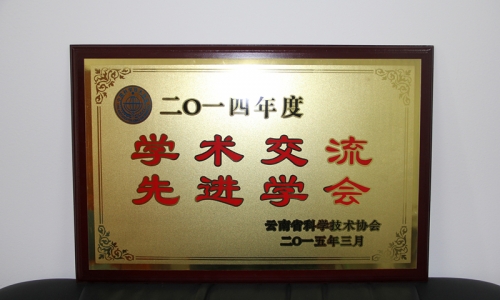 二〇一四年度
学术交流
先进学会
云南省科学技术协会
二〇一五年三月